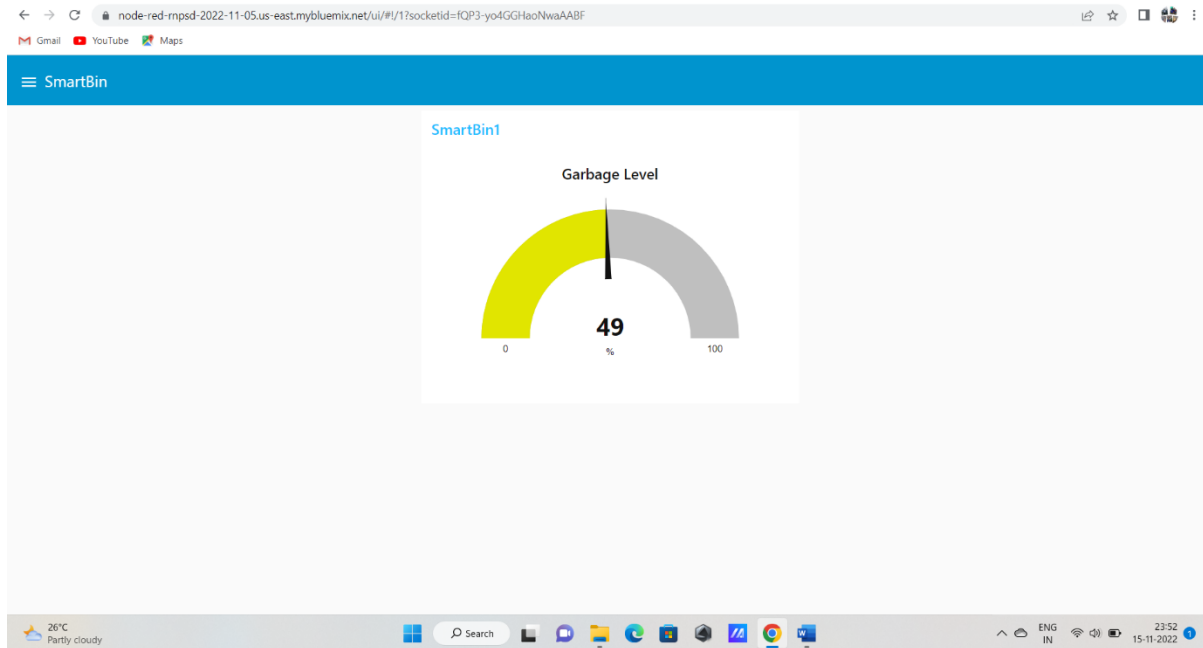 node-red-rnpsd-2022-11-05.us-east.mybluemix.net/ui/#!/1?socketid=fQP3-yo4GGHaoNwaAABF
Gmail YouTube Maps
SmartBin
SmartBin1
Garbage Level
49
0 % 100
26°C
Partly cloudy
Search
ENG
IN
23:52
15-11-2022
1